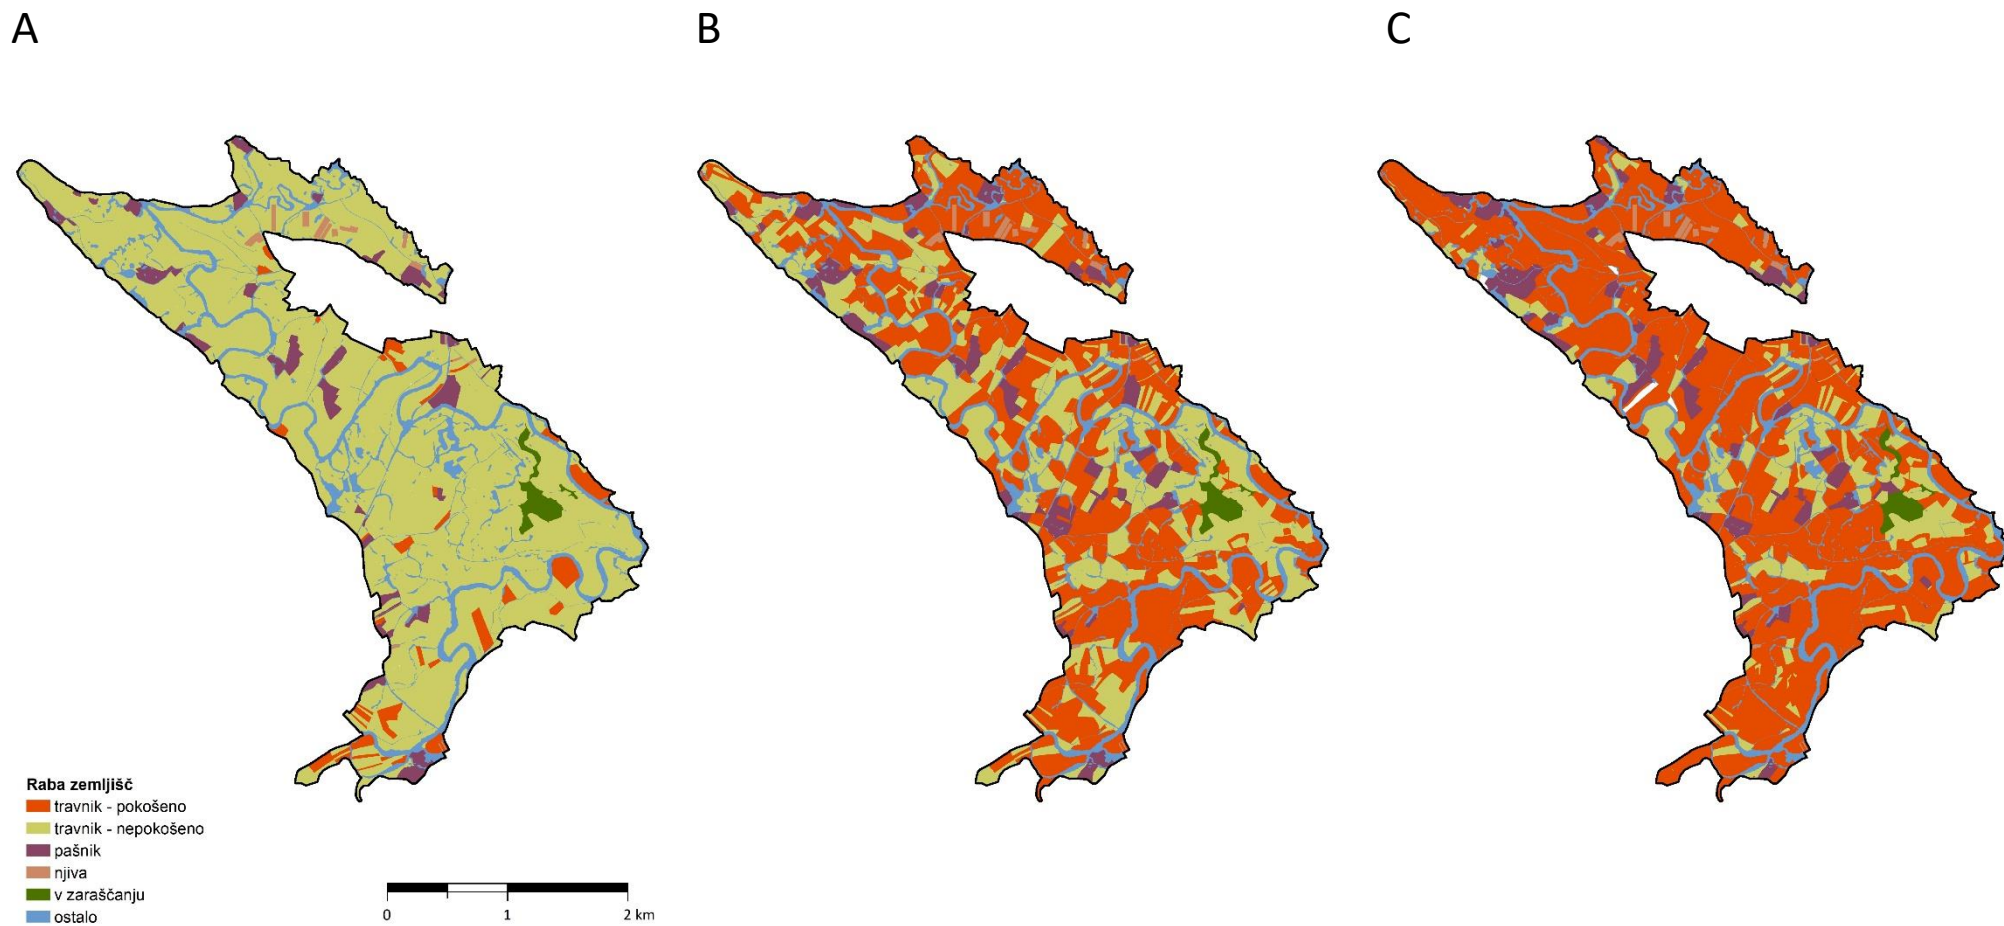 A
B
C
Raba zemljišč
travnik - pokošeno
travnik - nepokošeno
pašnik
njiva
v zaraščanju
ostalo
0 1 2 km